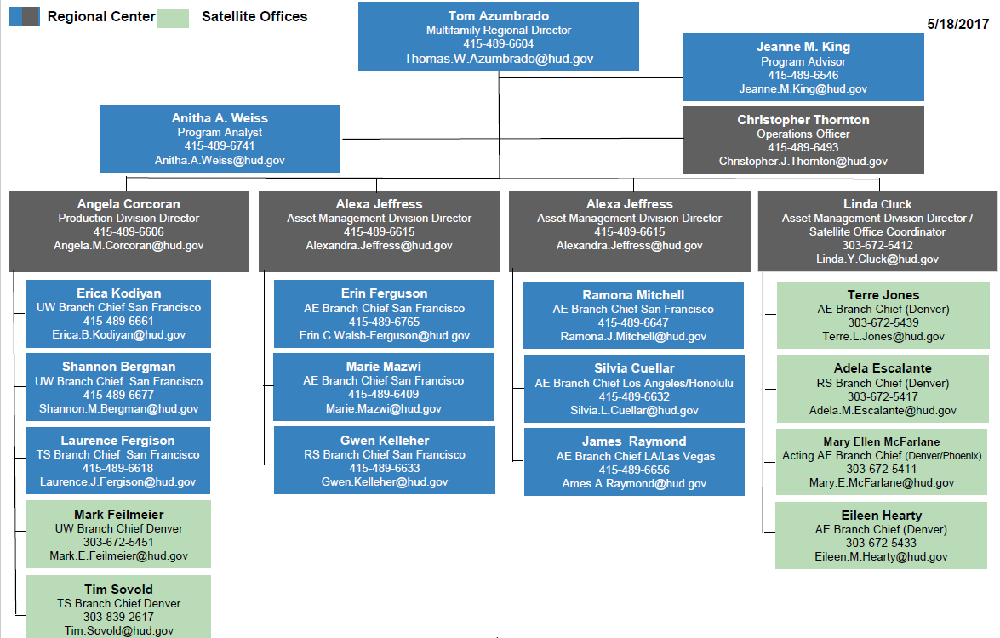 Regional Center
Satellite Offices
5/18/2017
Tom Azumbrado
Multifamily Regional Director
415-489-6604
Thomas.W.Azumbrado@hud.gov
Jeanne M. King
Program Advisor
415-489-6546
Jeanne.M.King@hud.gov
Anitha A. Weiss
Program Analyst
415-489-6741
Anitha.A.Weiss@hud.gov
Christopher Thornton
Operations Officer
415-489-6493
Christopher.J.Thornton@hud.gov
Angela Corcoran
Production Division Director
415-489-6606
Angela.M.Corcoran@hud.gov
Erica Kodiyan
UW Branch Chief San Francisco
415-489-6661
Erica.B.Kodiyan@hud.gov
Shannon Bergman
UW Branch Chief  San Francisco
415-489-6677
Shannon.M.Bergman@hud.gov
Laurence Fergison
TS Branch Chief  San Francisco
415-489-6618
Laurence.J.Fergison@hud.gov
Mark Feilmeier
UW Branch Chief Denver
303-672-5451
Mark.E.Feilmeier@hud.gov
Tim Sovold
TS Branch Chief Denver
303-839-2617
Tim.Sovold@hud.gov
Alexa Jeffress
Asset Management Division Director
415-489-6615
Alexandra.Jeffress@hud.gov
Erin Ferguson
AE Branch Chief San Francisco
415-489-6765
Erin.C.Walsh-Ferguson@hud.gov
Marie Mazwi
AE Branch Chief San Francisco
415-489-6409
Marie.Mazwi@hud.gov
Gwen Kelleher
RS Branch Chief San Francisco
415-489-6633
Gwen.Kelleher@hud.gov
Alexa Jeffress
Asset Management Division Director
415-489-6615
Alexandra.Jeffress@hud.gov
Ramona Mitchell
AE Branch Chief San Francisco
415-489-6647
Ramona.J.Mitchell@hud.gov
Silvia Cuellar
AE Branch Chief Los Angeles/Honolulu
415-489-6632
Silvia.L.Cuellar@hud.gov
James  Raymond
AE Branch Chief LA/Las Vegas
415-489-6656
Ames.A.Raymond@hud.gov
Linda Cluck
Asset Management Division Director /
Satellite Office Coordinator
303-672-5412
Linda.Y.Cluck@hud.gov
Terre Jones
AE Branch Chief (Denver)
303-672-5439
Terre.L.Jones@hud.gov
Adela Escalante
RS Branch Chief (Denver)
303-672-5417
Adela.M.Escalante@hud.gov
Mary Ellen McFarlane
Acting AE Branch Chief (Denver/Phoenix)
303-672-5411
Mary.E.McFarlane@hud.gov
Eileen Hearty
AE Branch Chief (Denver)
303-672-5433
Eileen.M.Hearty@hud.gov